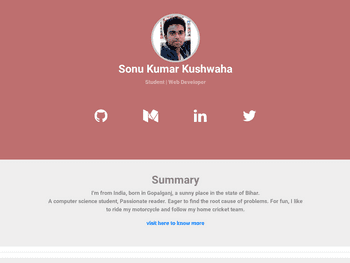 Sonu Kumar Kushwaha
Student | Web Developer
Summary
I'm from India, born in Gopalganj, a sunny place in the state of Bihar.
A computer science student, Passionate reader. Eager to find the root cause of problems. For fun, i like
to ride my motorcycle and follow my home cricket team.
visit here to know more